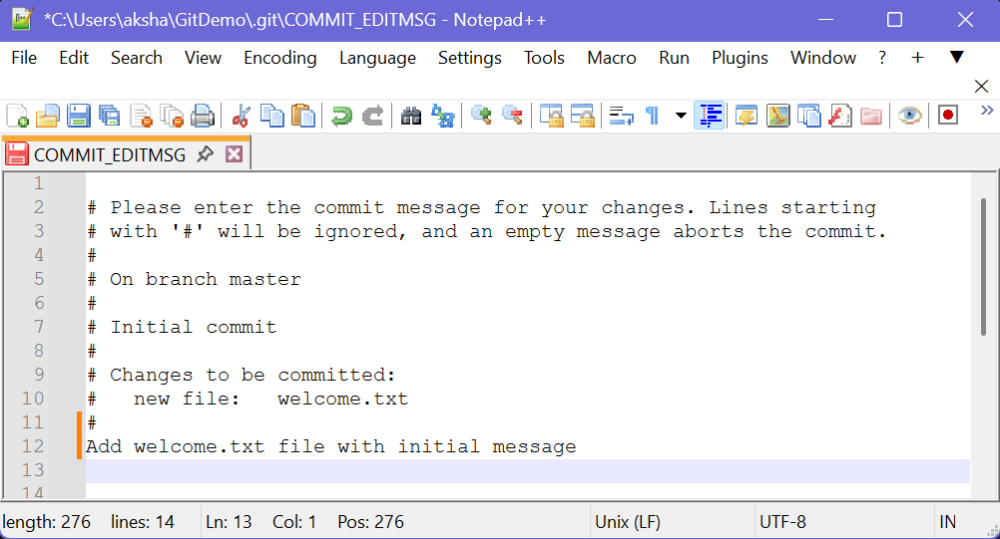 *C:\Users\aksha\GitDemo\.git\COMMIT_EDITMSG - Notepad++
File Edit Search View Encoding Language Settings Tools Macro Run Plugins Window ? + ▼
COMMIT_EDITMSG
1
2 # Please enter the commit message for your changes. Lines starting
3 # with '#' will be ignored, and an empty message aborts the commit.
4 #
5 # On branch master
6 #
7 # Initial commit
8 #
9 # Changes to be committed:
10 #   new file:   welcome.txt
11 #
12 Add welcome.txt file with initial message
13
14
length: 276 lines: 14 Ln: 13 Col: 1 Pos: 276 Unix (LF) UTF-8 IN